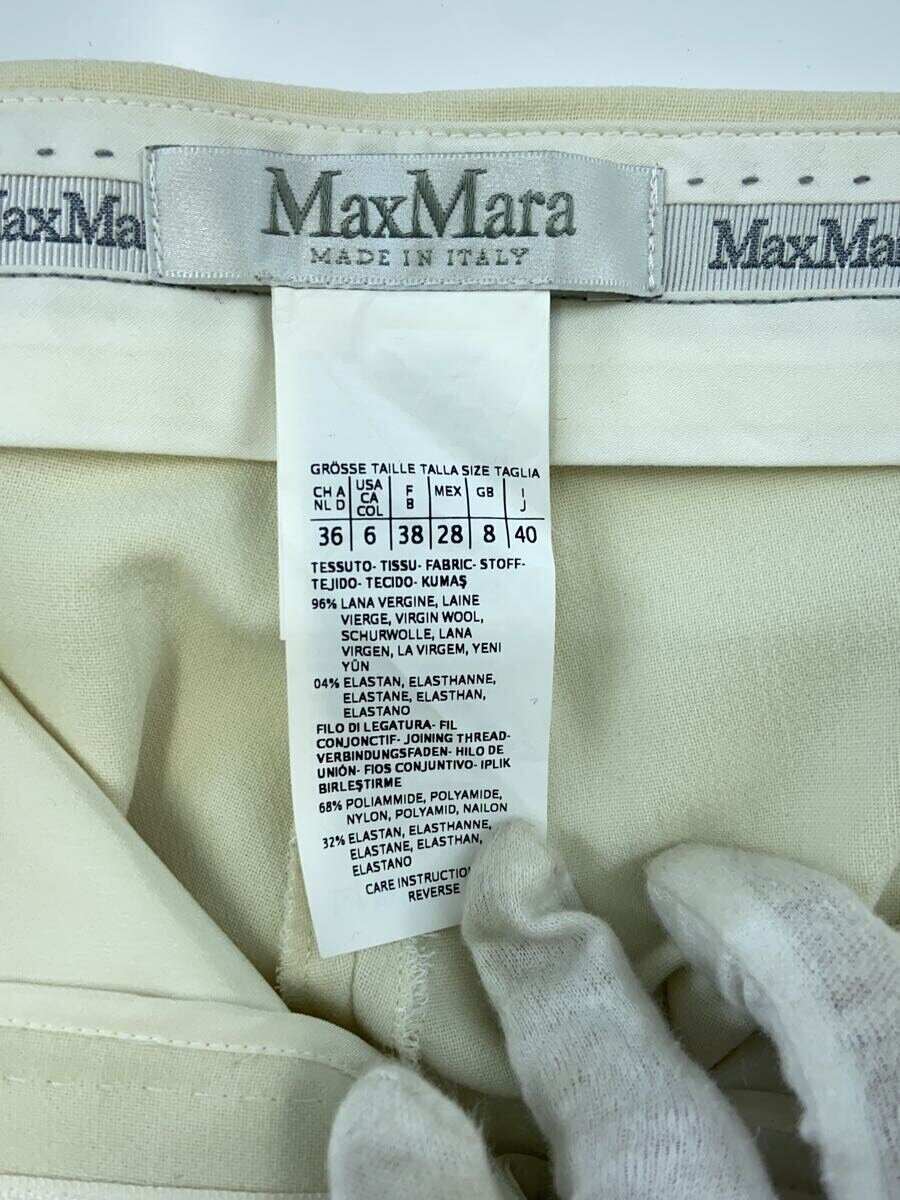 MaxMara
MADE IN ITALY
MaxMa
GRÖSSE TAILLE TALLA SIZE TAGLIA
CH A NL D USA CA COL F B MEX GB I J
36 6 38 28 8 40
TESSUTO- TISSU- FABRIC- STOFF-
TEJIDO- TECIDO- KUMAŞ
96% LANA VERGINE, LAINE
VIERGE, VIRGIN WOOL,
SCHURWOLLE, LANA
VIRGEN, LA VIRGEM, YENI
YÜN
04% ELASTAN, ELASTHANNE,
ELASTANE, ELASTHAN,
ELASTANO
FILO DI LEGATURA- FIL
CONJONCTIF- JOINING THREAD-
VERBINDUNGSFADEN- HILO DE
UNIÓN- FIOS CONJUNTIVO- IPLIK
BIRLEŞTIRME
68% POLIAMMIDE, POLYAMIDE,
NYLON, POLYAMID, NAILON
32% ELASTAN, ELASTHANNE,
ELASTANE, ELASTHAN,
ELASTANO
CARE INSTRUCTIO
REVERSE